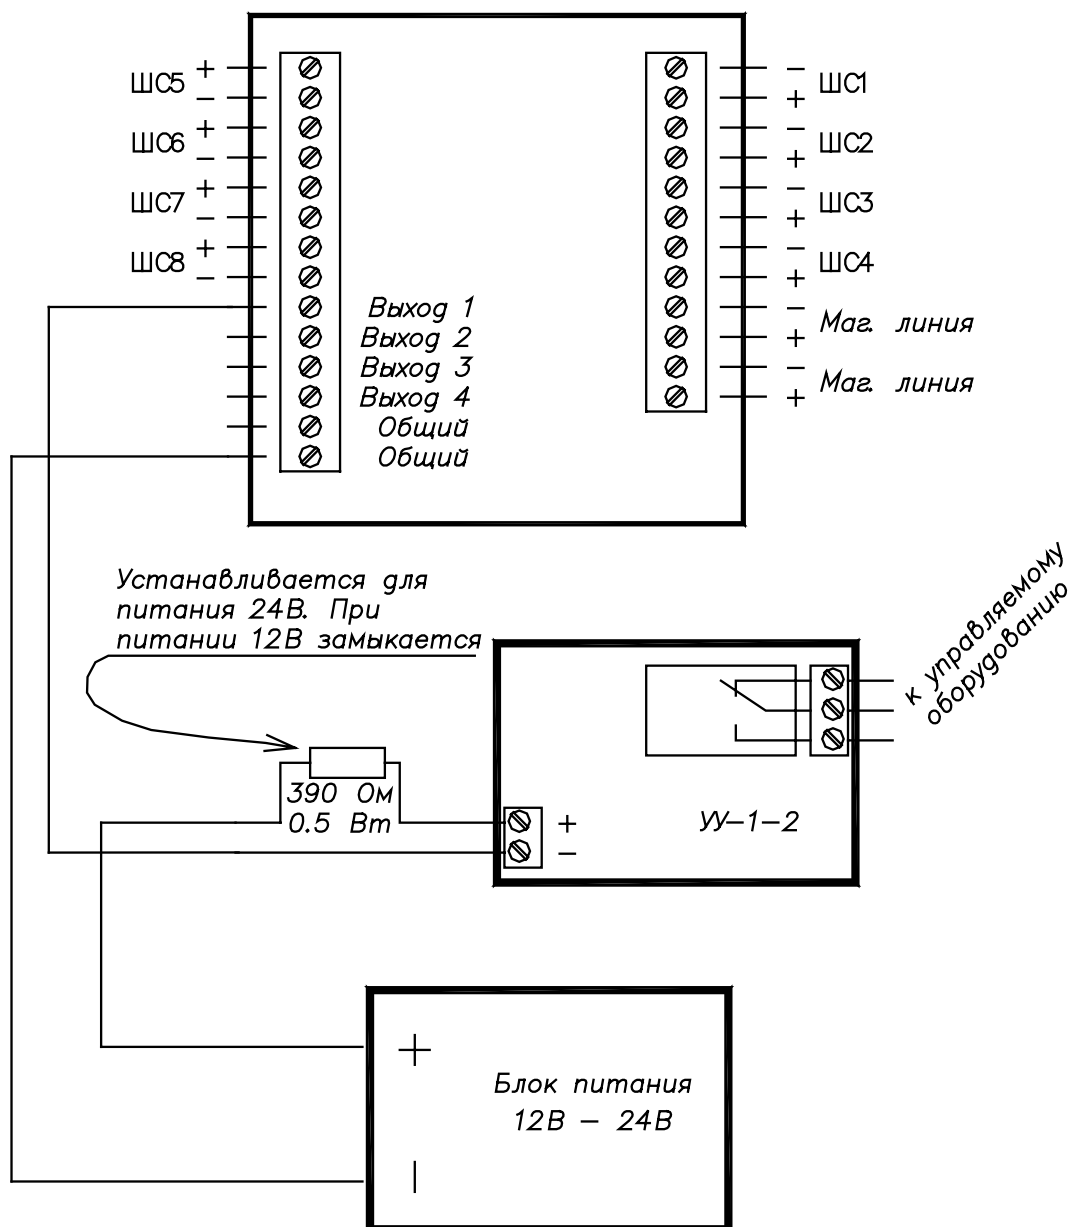 +
ШС5
−
+
ШС6
−
+
ШС7
−
+
ШС8
−
−
ШС1
+
−
ШС2
+
−
ШС3
+
−
ШС4
+
Выход 1
Выход 2
Выход 3
Выход 4
Общий
Общий
−
Маг. линия
+
−
Маг. линия
+
Устанавливается для
питания 24В. При
питании 12В замыкается
к управляемому
оборудованию
390 Ом
0.5 Вт
+
−
УУ−1−2
+
Блок питания
12В − 24В
|